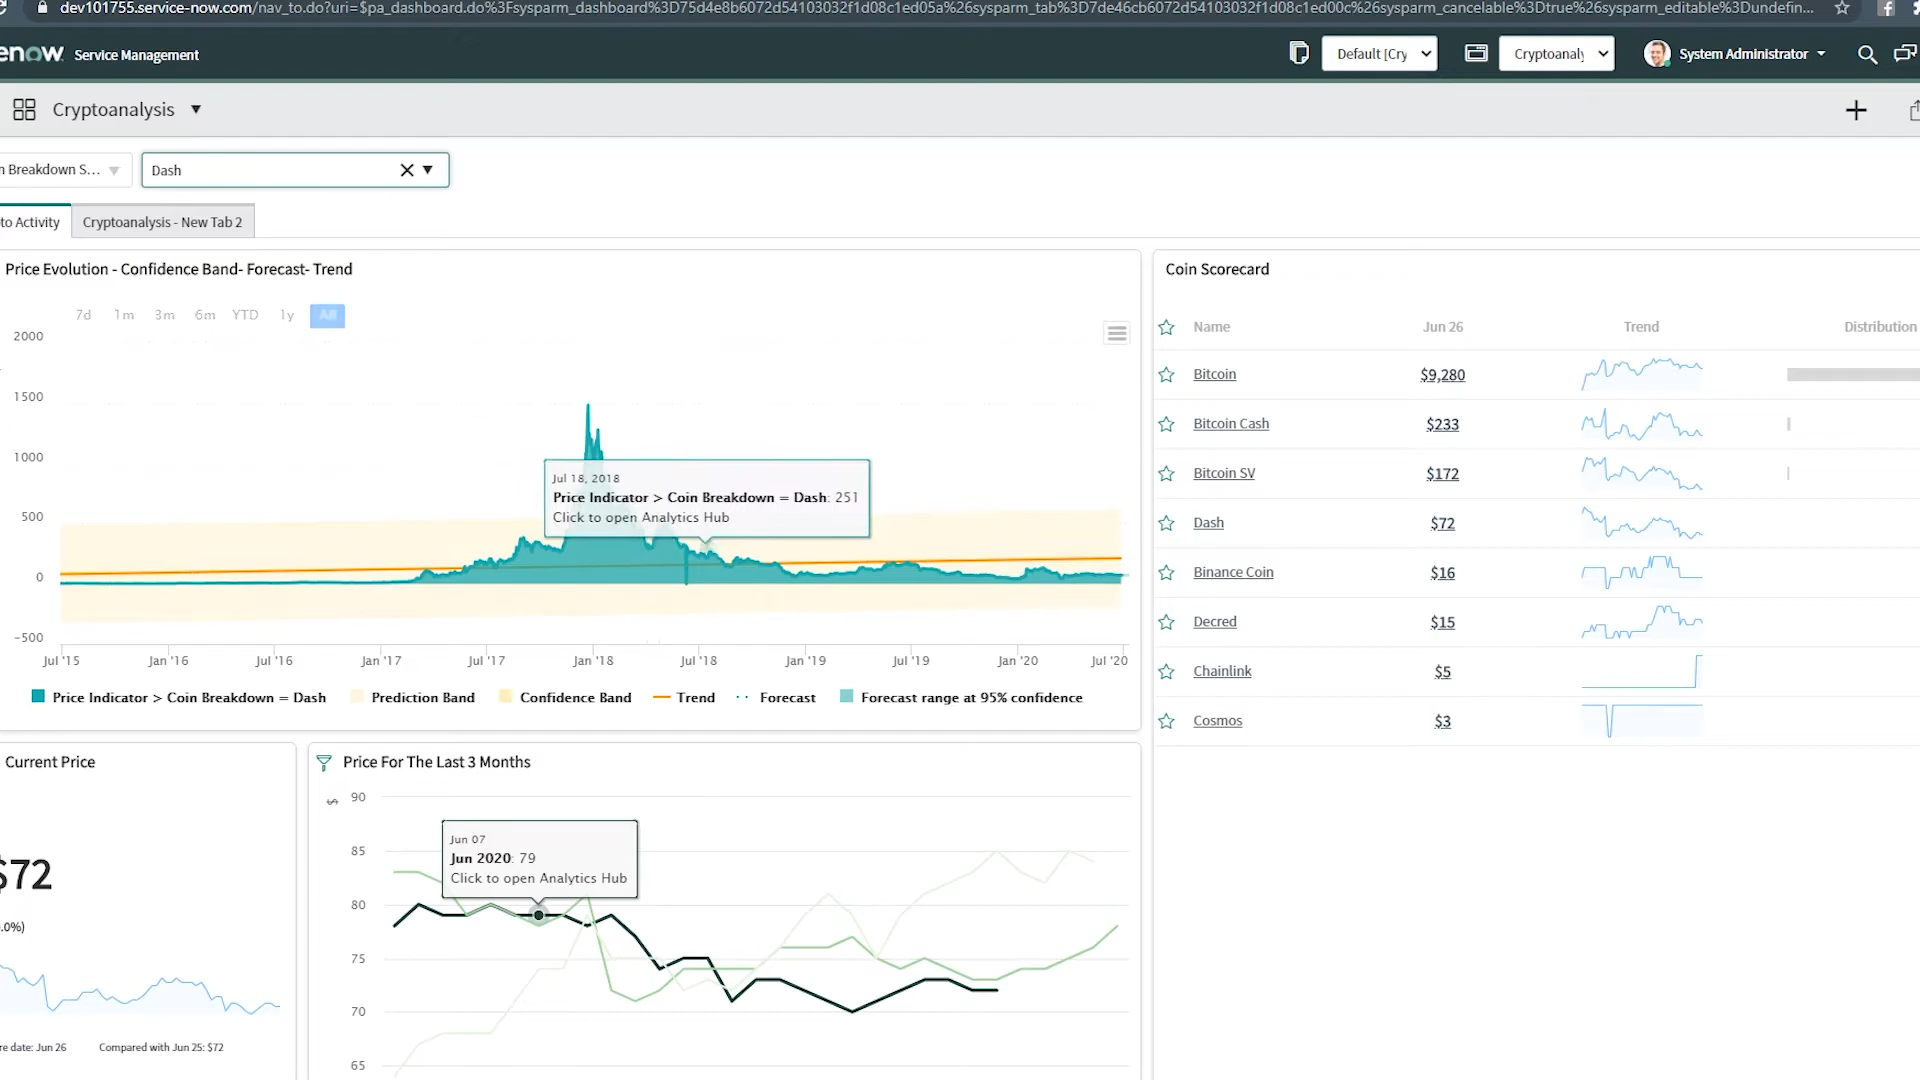 dev101755.service-now.com/nav_to.do?uri=$pa_dashboard.do%3Fsysparm_dashboard%3D75d4e8b6072d54103032f1d08c1ed05a%26sysparm_tab%3D7de46cb072d54103032f1d08c1ed00c%26sysparm_cancelable%3Dtrue%26sysparm_editable%3Dundefin...
enow. Service Management
Default [Cry
Cryptoanaly
System Administrator
Cryptoanalysis
n Breakdown S...
Dash
to Activity
Cryptoanalysis - New Tab 2
Price Evolution - Confidence Band- Forecast- Trend
7d 1m 3m 6m YTD 1y All
2000
1500
1000
500
0
-500
Jul 18, 2018
Price Indicator > Coin Breakdown = Dash: 251
Click to open Analytics Hub
Jul '15 Jan '16 Jul '16 Jan '17 Jul '17 Jan '18 Jul '18 Jan '19 Jul '19 Jan '20 Jul '20
Price Indicator > Coin Breakdown = Dash Prediction Band Confidence Band Trend Forecast Forecast range at 95% confidence
Coin Scorecard
Name Jun 26 Trend Distribution
Bitcoin $9,280
Bitcoin Cash $233
Bitcoin SV $172
Dash $72
Binance Coin $16
Decred $15
Chainlink $5
Cosmos $3
Current Price
$72
.0%)
re date: Jun 26 Compared with Jun 25: $72
Price For The Last 3 Months
$
90
85
80
75
70
65
Jun 07
Jun 2020: 79
Click to open Analytics Hub